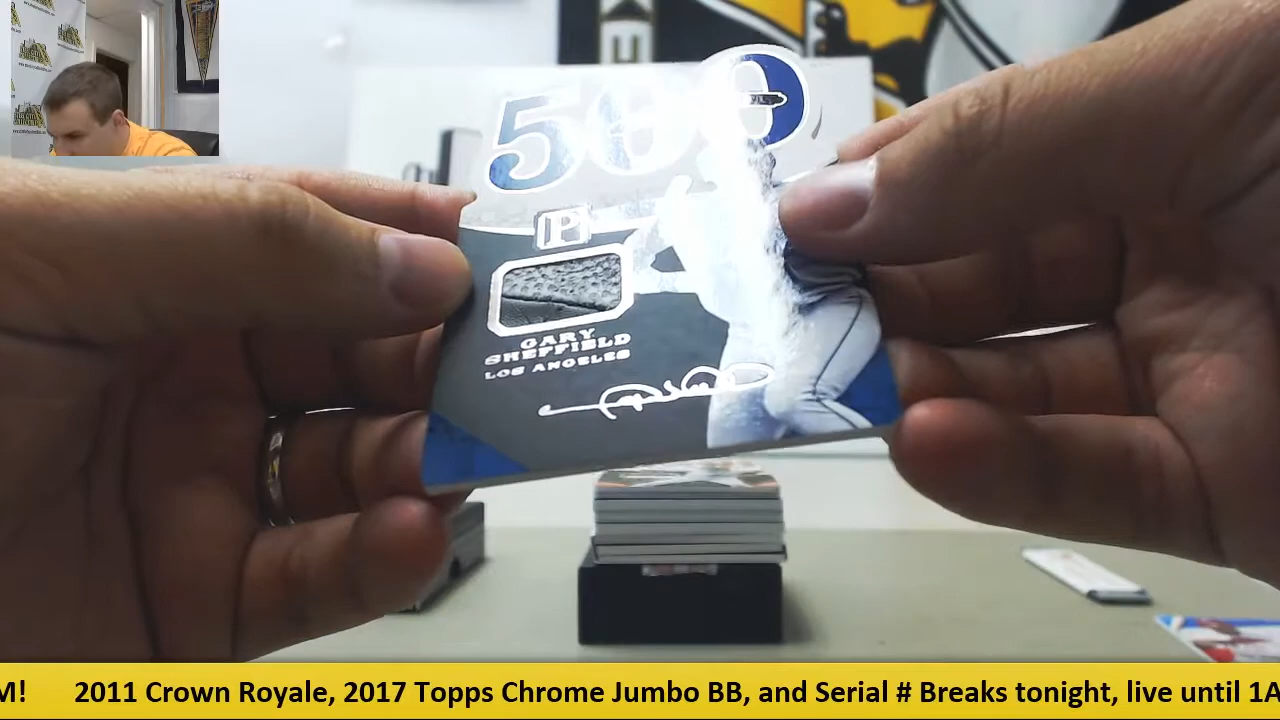 500
P
GARY
SHEFFIELD
LOS ANGELES
M! 2011 Crown Royale, 2017 Topps Chrome Jumbo BB, and Serial # Breaks tonight, live until 1A